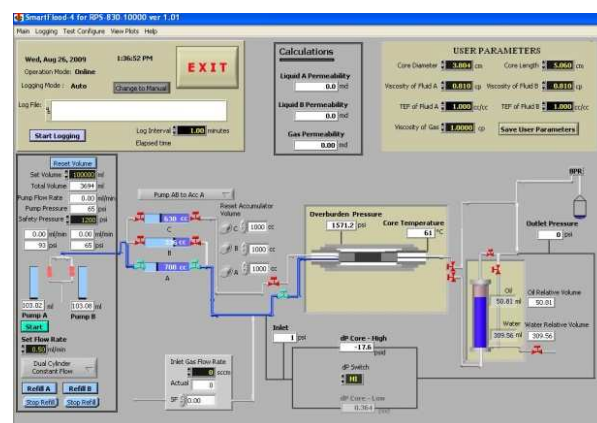 SmartFlood-4 for RPS-830-10000 ver 1.01
Main Logging Test Configure View Plots Help
Wed, Aug 26, 2009 1:36:52 PM
Operation Mode: Online
EXIT
Logging Mode : Auto
Change to Manual
Log File:
Start Logging
Log Interval 1.00 minutes
Elapsed time
Calculations
Liquid A Permeability
0.0 md
Liquid B Permeability
0.0 md
Gas Permeability
0.00 md
USER PARAMETERS
Core Diameter 3.804 cm Core Length 5.060 cm
Viscosity of Fluid A 0.810 cp Viscosity of Fluid B 0.810 cp
TEF of Fluid A 1.000 cc/cc TEF of Fluid B 1.000 cc/cc
Viscosity of Gas 1.0000 cp Save User Parameters
Reset Volume
Set Volume 100000 ml
Total Volume 3694 ml
Pump Flow Rate 0.00 ml/min
Pump Pressure 65 psi
Safety Pressure 1200 psi
0.00 ml/min 0.00 ml/min
93 psi 65 psi
103.02 ml 103.08 ml
Pump A Pump B
Start
Set Flow Rate
0.50 ml/min
Dual Cylinder
Constant Flow
Refill A Refill B
Stop Refill Stop Refill
Pump AB to Acc A
630 cc
C
cc
B
700 cc
A
Reset Accumulator
Volume
C 1000 cc
B 1000 cc
A 1000 cc
Overburden Pressure
1571.2 psi
Core Temperature
61 °C
BPR
Outlet Pressure
0 psi
Oil
50.81 ml
Oil Relative Volume
50.81
Water
309.56 ml
Water Relative Volume
309.56
Inlet
1 psi
dP Core - High
-17.6
psid
dP Switch
HI
dP Core - Low
0.364
Inlet Gas Flow Rate
0 sccm
Actual 0
SF 0.00